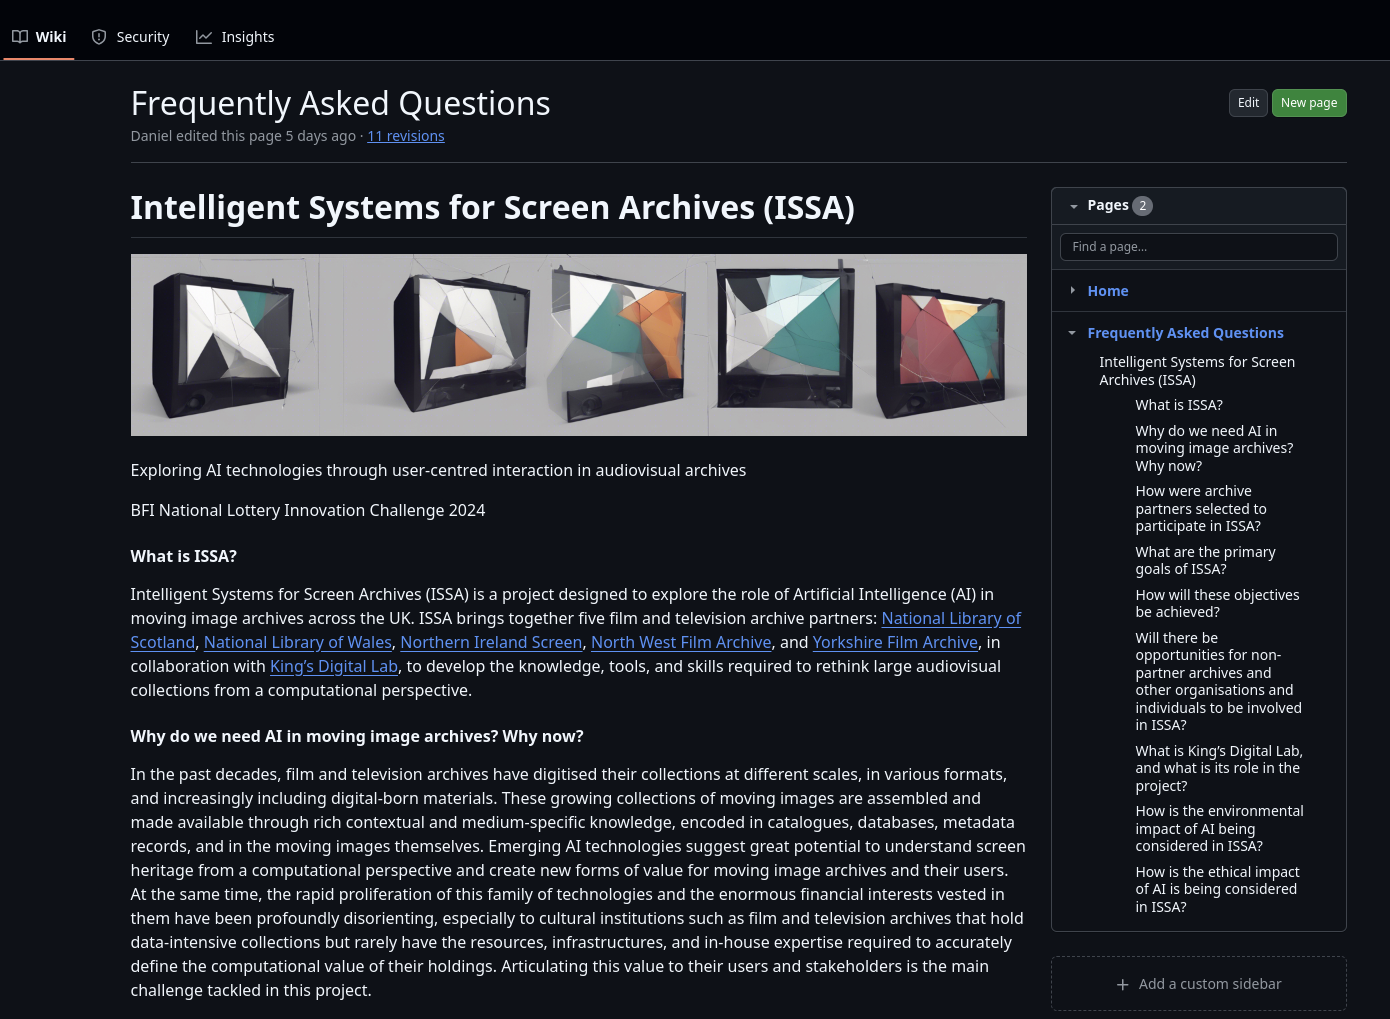 Wiki
Security
Insights
Frequently Asked Questions
Daniel edited this page 5 days ago · 11 revisions
Edit
New page
Intelligent Systems for Screen Archives (ISSA)
Exploring AI technologies through user-centred interaction in audiovisual archives
BFI National Lottery Innovation Challenge 2024
What is ISSA?
Intelligent Systems for Screen Archives (ISSA) is a project designed to explore the role of Artificial Intelligence (AI) in
moving image archives across the UK. ISSA brings together five film and television archive partners: National Library of
Scotland, National Library of Wales, Northern Ireland Screen, North West Film Archive, and Yorkshire Film Archive, in
collaboration with King’s Digital Lab, to develop the knowledge, tools, and skills required to rethink large audiovisual
collections from a computational perspective.
Why do we need AI in moving image archives? Why now?
In the past decades, film and television archives have digitised their collections at different scales, in various formats,
and increasingly including digital-born materials. These growing collections of moving images are assembled and
made available through rich contextual and medium-specific knowledge, encoded in catalogues, databases, metadata
records, and in the moving images themselves. Emerging AI technologies suggest great potential to understand screen
heritage from a computational perspective and create new forms of value for moving image archives and their users.
At the same time, the rapid proliferation of this family of technologies and the enormous financial interests vested in
them have been profoundly disorienting, especially to cultural institutions such as film and television archives that hold
data-intensive collections but rarely have the resources, infrastructures, and in-house expertise required to accurately
define the computational value of their holdings. Articulating this value to their users and stakeholders is the main
challenge tackled in this project.
Pages 2
Find a page...
Home
Frequently Asked Questions
Intelligent Systems for Screen
Archives (ISSA)
What is ISSA?
Why do we need AI in
moving image archives?
Why now?
How were archive
partners selected to
participate in ISSA?
What are the primary
goals of ISSA?
How will these objectives
be achieved?
Will there be
opportunities for non-
partner archives and
other organisations and
individuals to be involved
in ISSA?
What is King’s Digital Lab,
and what is its role in the
project?
How is the environmental
impact of AI being
considered in ISSA?
How is the ethical impact
of AI is being considered
in ISSA?
Add a custom sidebar